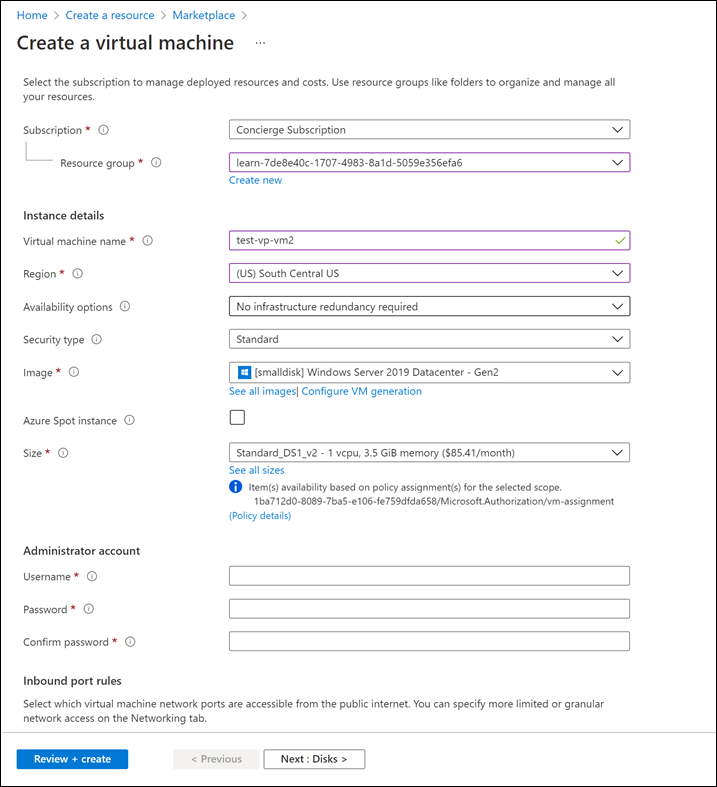 Home > Create a resource > Marketplace >
Create a virtual machine ...
Select the subscription to manage deployed resources and costs. Use resource groups like folders to organize and manage all
your resources.
Subscription * Concierge Subscription
Resource group * learn-7de8e40c-1707-4983-8a1d-5059e356efa6
Create new
Instance details
Virtual machine name * test-vp-vm2
Region * (US) South Central US
Availability options No infrastructure redundancy required
Security type Standard
Image * [smalldisk] Windows Server 2019 Datacenter - Gen2
See all images| Configure VM generation
Azure Spot instance
Size * Standard_DS1_v2 - 1 vcpu, 3.5 GiB memory ($85.41/month)
See all sizes
Item(s) availability based on policy assignment(s) for the selected scope.
1ba712d0-8089-7ba5-e106-fe759dfda658/Microsoft.Authorization/vm-assignment
(Policy details)
Administrator account
Username *
Password *
Confirm password *
Inbound port rules
Select which virtual machine network ports are accessible from the public internet. You can specify more limited or granular
network access on the Networking tab.
Review + create < Previous Next : Disks >